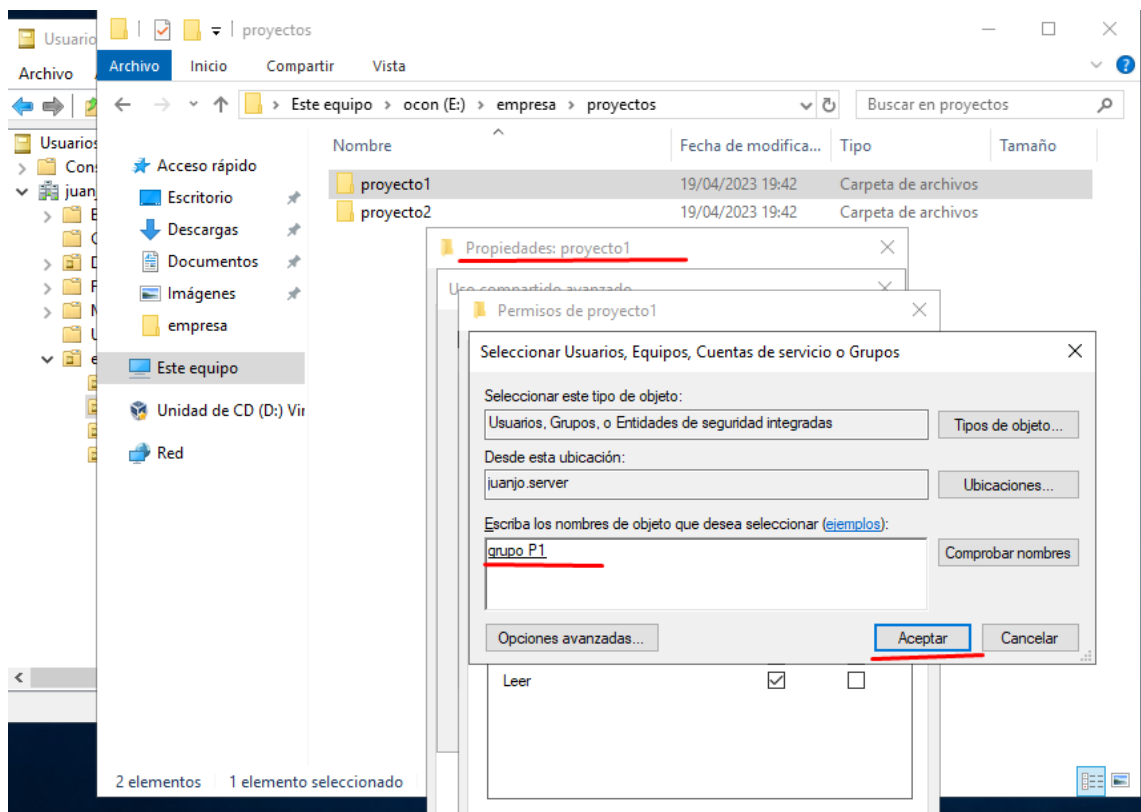 Usuario
Archivo
Usuarios
Cons
juanj
proyectos
Archivo Inicio Compartir Vista
Este equipo > ocon (E:) > empresa > proyectos
Buscar en proyectos
Acceso rápido
Escritorio
Descargas
Documentos
Imágenes
empresa
Este equipo
Unidad de CD (D:) Vir
Red
Nombre Fecha de modifica... Tipo Tamaño
proyecto1 19/04/2023 19:42 Carpeta de archivos
proyecto2 19/04/2023 19:42 Carpeta de archivos
Propiedades: proyecto1
Uso compartido avanzado
Permisos de proyecto1
Seleccionar Usuarios, Equipos, Cuentas de servicio o Grupos
Seleccionar este tipo de objeto:
Usuarios, Grupos, o Entidades de seguridad integradas
Tipos de objeto...
Desde esta ubicación:
juanjo.server
Ubicaciones...
Escriba los nombres de objeto que desea seleccionar (ejemplos):
grupo P1
Comprobar nombres
Opciones avanzadas...
Aceptar
Cancelar
Leer
2 elementos 1 elemento seleccionado